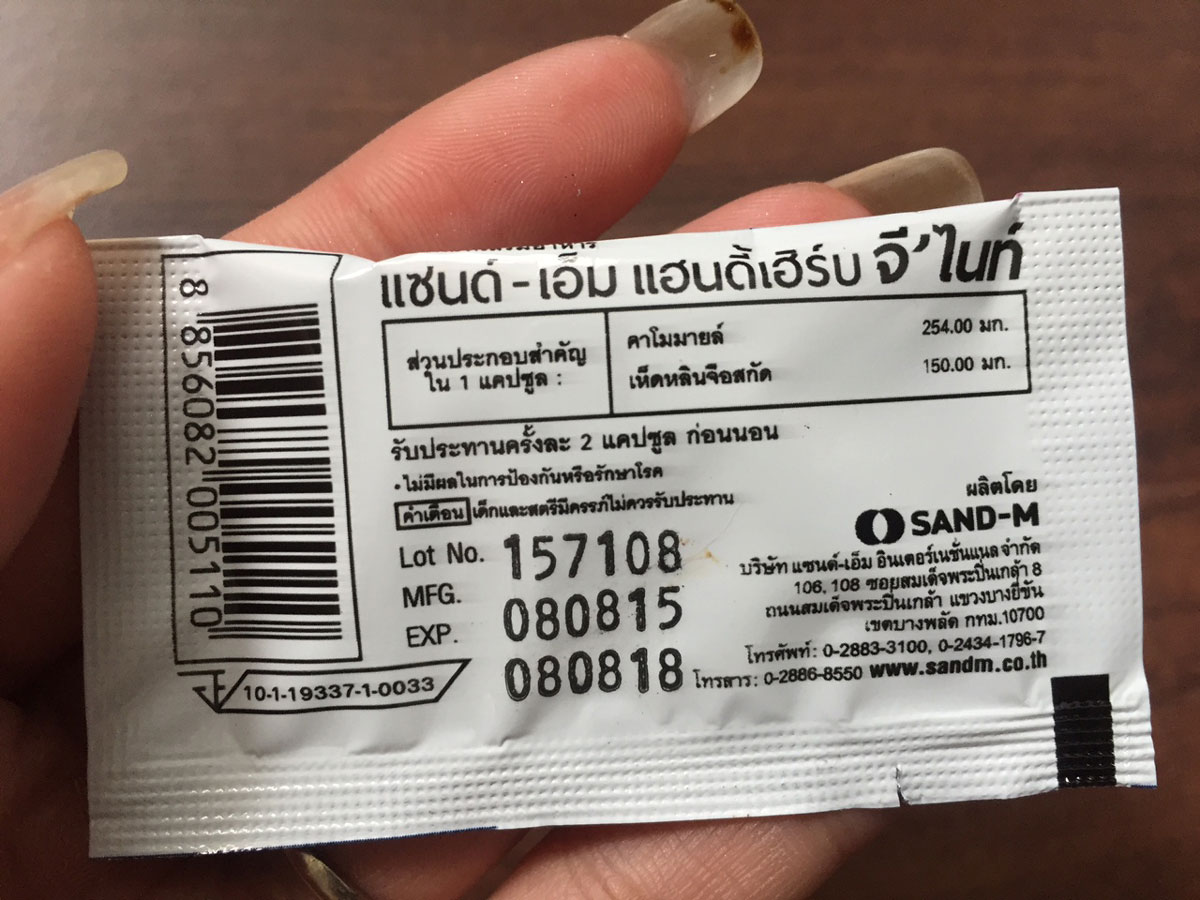 แซนด์-เอ็ม แฮนดี้เฮิร์บ จี'ไนท์
ส่วนประกอบสำคัญ
ใน 1 แคปซูล :
คาโมมายล์ 254.00 มก.
เห็ดหลินจือสกัด 150.00 มก.
รับประทานครั้งละ 2 แคปซูล ก่อนนอน
•ไม่มีผลในการป้องกันหรือรักษาโรค
คำเตือน เด็กและสตรีมีครรภ์ไม่ควรรับประทาน
Lot No. 157108
MFG. 080815
EXP. 080818
ผลิตโดย
SAND-M
บริษัท แซนด์-เอ็ม อินเตอร์เนชั่นแนล จำกัด
106, 108 ซอยสมเด็จพระปิ่นเกล้า 8
ถนนสมเด็จพระปิ่นเกล้า แขวงบางยี่ขัน
เขตบางพลัด กทม.10700
โทรศัพท์ : 0-2883-3100, 0-2434-1796-7
โทรสาร : 0-2886-8550 www.sandm.co.th
8 856082 005110
10-1-19337-1-0033